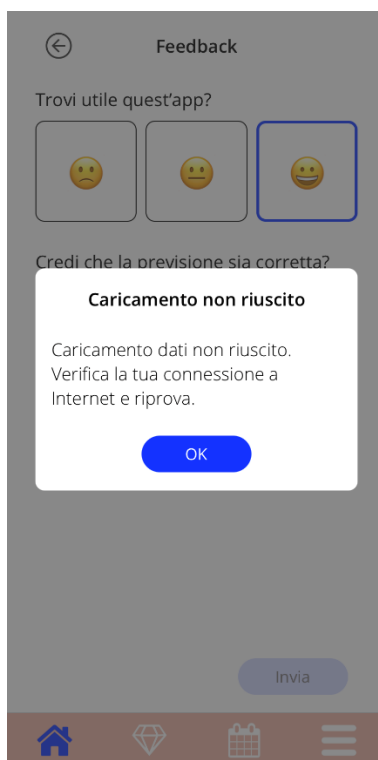 Feedback
Trovi utile quest'app?
Credi che la previsione sia corretta?
Caricamento non riuscito
Caricamento dati non riuscito.
Verifica la tua connessione a
Internet e riprova.
OK
Invia